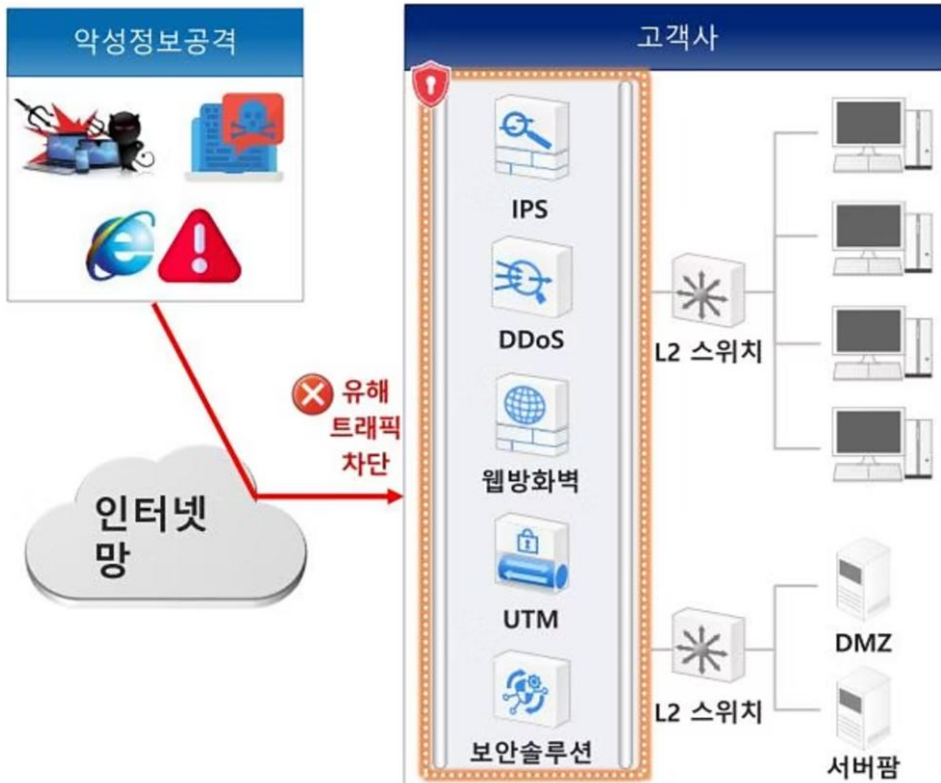 악성정보공격
고객사
IPS
DDoS
웹방화벽
UTM
보안솔루션
유해
트래픽
차단
인터넷
망
L2 스위치
L2 스위치
DMZ
서버팜